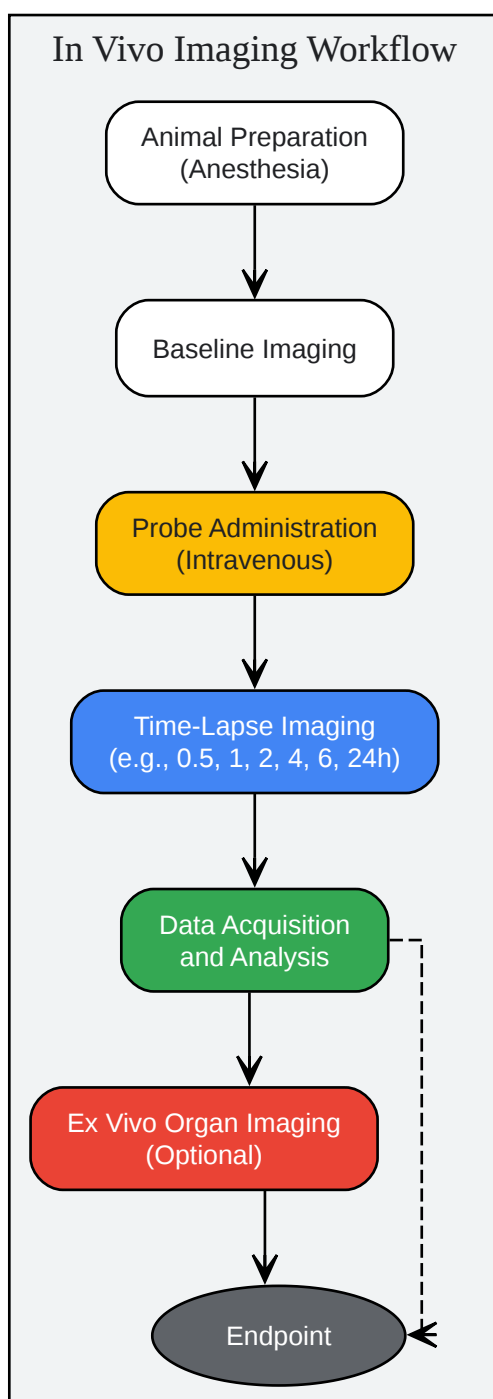 In Vivo Imaging Workflow
Animal Preparation
(Anesthesia)
Baseline Imaging
Probe Administration
(Intravenous)
Time-Lapse Imaging
(e.g., 0.5, 1, 2, 4, 6, 24h)
Data Acquisition
and Analysis
Ex Vivo Organ Imaging
(Optional)
Endpoint